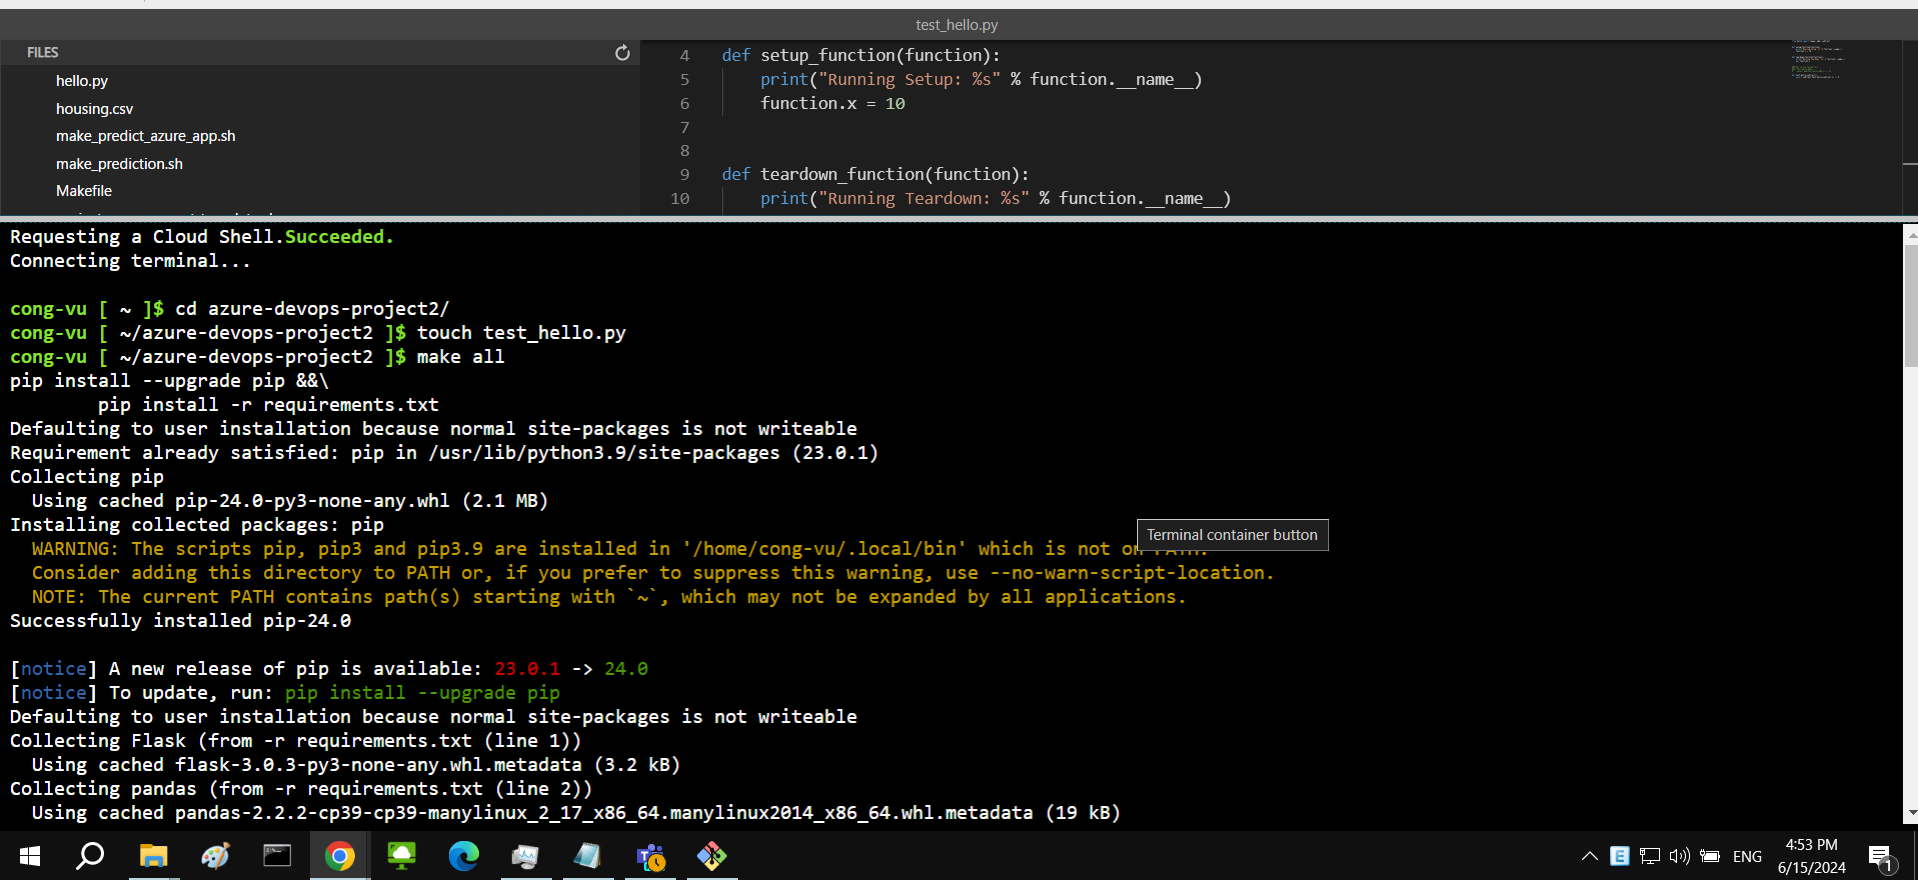 test_hello.py
FILES
hello.py
housing.csv
make_predict_azure_app.sh
make_prediction.sh
Makefile
4 def setup_function(function):
5 print("Running Setup: %s" % function.__name__)
6 function.x = 10
7
8
9 def teardown_function(function):
10 print("Running Teardown: %s" % function.__name__)
Requesting a Cloud Shell.Succeeded.
Connecting terminal...
cong-vu [ ~ ]$ cd azure-devops-project2/
cong-vu [ ~/azure-devops-project2 ]$ touch test_hello.py
cong-vu [ ~/azure-devops-project2 ]$ make all
pip install --upgrade pip &&\
pip install -r requirements.txt
Defaulting to user installation because normal site-packages is not writeable
Requirement already satisfied: pip in /usr/lib/python3.9/site-packages (23.0.1)
Collecting pip
Using cached pip-24.0-py3-none-any.whl (2.1 MB)
Installing collected packages: pip
WARNING: The scripts pip, pip3 and pip3.9 are installed in '/home/cong-vu/.local/bin' which is not on PATH.
Terminal container button
Consider adding this directory to PATH or, if you prefer to suppress this warning, use --no-warn-script-location.
NOTE: The current PATH contains path(s) starting with `~`, which may not be expanded by all applications.
Successfully installed pip-24.0
[notice] A new release of pip is available: 23.0.1 -> 24.0
[notice] To update, run: pip install --upgrade pip
Defaulting to user installation because normal site-packages is not writeable
Collecting Flask (from -r requirements.txt (line 1))
Using cached flask-3.0.3-py3-none-any.whl.metadata (3.2 kB)
Collecting pandas (from -r requirements.txt (line 2))
Using cached pandas-2.2.2-cp39-cp39-manylinux_2_17_x86_64.manylinux2014_x86_64.whl.metadata (19 kB)
E
ENG
4:53 PM
6/15/2024
1